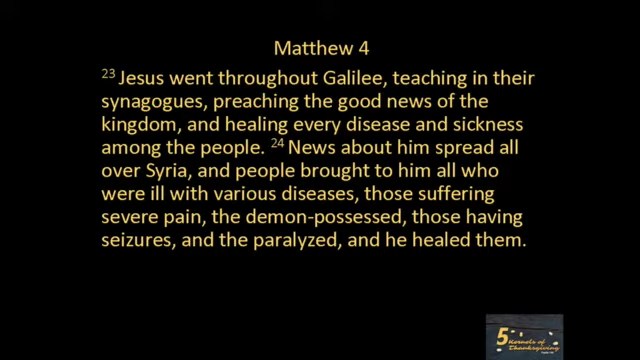 Matthew 4
23 Jesus went throughout Galilee, teaching in their
synagogues, preaching the good news of the
kingdom, and healing every disease and sickness
among the people. 24 News about him spread all
over Syria, and people brought to him all who
were ill with various diseases, those suffering
severe pain, the demon-possessed, those having
seizures, and the paralyzed, and he healed them.
5 Kernels of
Thanksgiving